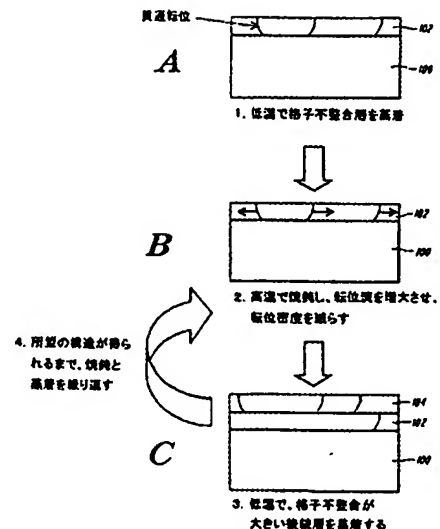 貫通転位
102
A
100
1. 低温で格子不整合層を蒸着
B
102
100
2. 高温で焼鈍し、転位流を増大させ、
転位密度を減らす
4. 所望の構造が得ら
れるまで、焼鈍と
蒸着を繰り返す
104
102
C
100
3. 低温で、格子不整合が
大きい後続層を蒸着する